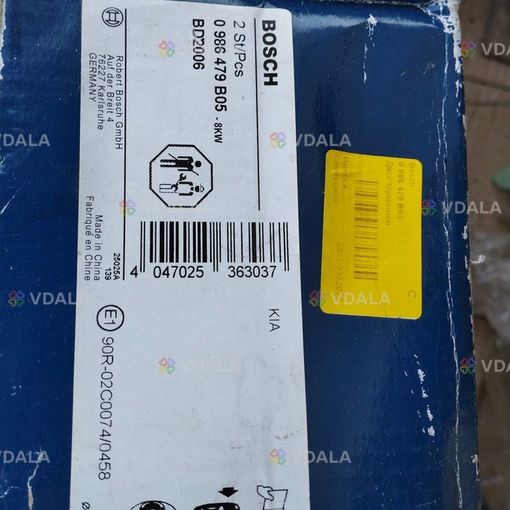 BOSCH
2 St/Pcs
0 986 479 B05 - 8KW
BD2006
Robert Bosch GmbH
Auf der Breit 4
76227 Karlsruhe
GERMANY
Made in China
Fabriqué en Chine
25025A
139
4 047025 363037
KIA
E1 90R-02C0074/0458
Bosch
0 986 479 B05
Диск тормозной
C
VDALA
VDALA
VDALA
VDALA
VDALA
VDALA
VDALA
VDALA
VDALA
VDALA
VDALA